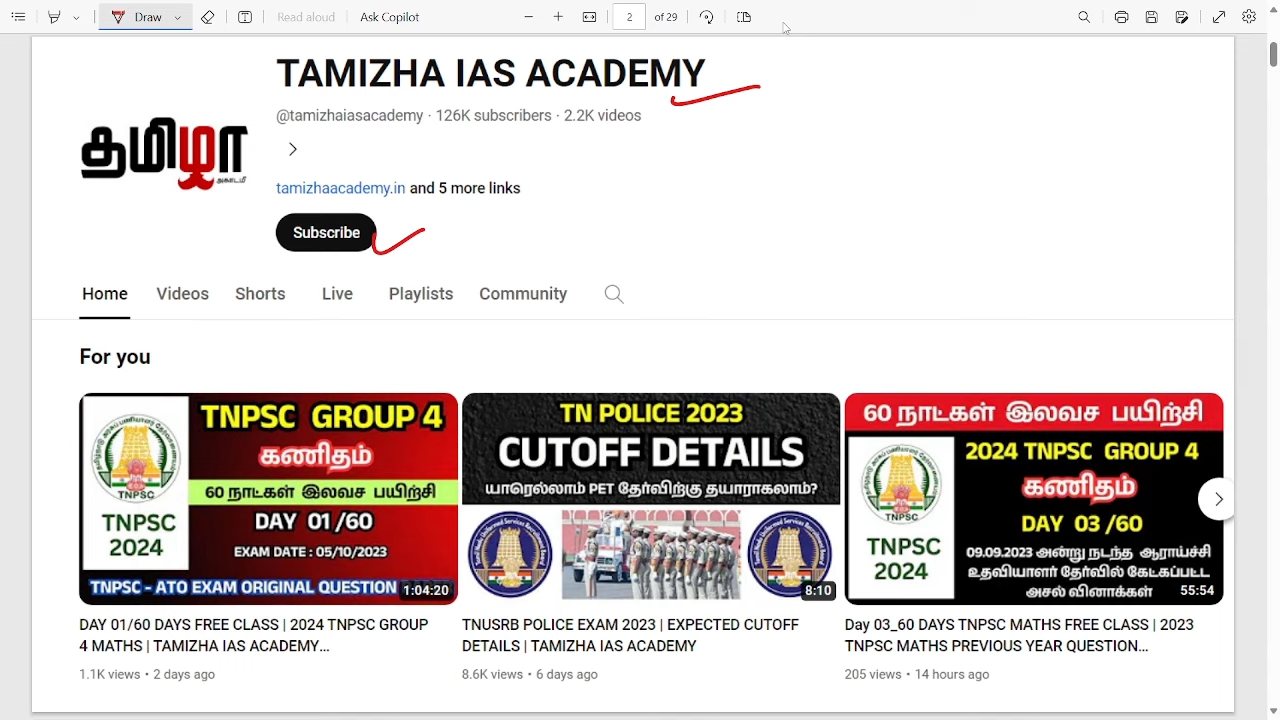 Draw
Read aloud
Ask Copilot
2 of 29
TAMIZHA IAS ACADEMY
@tamizhaiasacademy · 126K subscribers · 2.2K videos
தமிழா
அகாடமீ
tamizhaacademy.in and 5 more links
Subscribe
Home Videos Shorts Live Playlists Community
For you
TNPSC GROUP 4
கணிதம்
60 நாட்கள் இலவச பயிற்சி
DAY 01/60
EXAM DATE : 05/10/2023
TNPSC
TNPSC
2024
TNPSC - ATO EXAM ORIGINAL QUESTION
1:04:20
TN POLICE 2023
CUTOFF DETAILS
யாரெல்லாம் PET தேர்விற்கு தயாராகலாம்?
8:10
60 நாட்கள் இலவச பயிற்சி
2024 TNPSC GROUP 4
கணிதம்
DAY 03 /60
TNPSC
TNPSC
2024
09.09.2023 அன்று நடந்த ஆராய்ச்சி
உதவியாளர் தேர்வில் கேட்கப்பட்ட
அசல் வினாக்கள்
55:54
DAY 01/60 DAYS FREE CLASS | 2024 TNPSC GROUP
4 MATHS | TAMIZHA IAS ACADEMY...
1.1K views · 2 days ago
TNUSRB POLICE EXAM 2023 | EXPECTED CUTOFF
DETAILS | TAMIZHA IAS ACADEMY
8.6K views · 6 days ago
Day 03_60 DAYS TNPSC MATHS FREE CLASS | 2023
TNPSC MATHS PREVIOUS YEAR QUESTION...
205 views · 14 hours ago